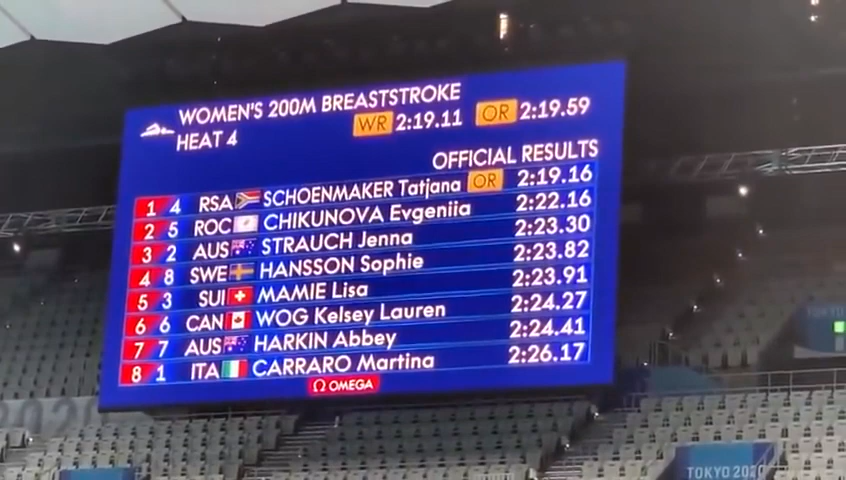 WOMEN'S 200M BREASTSTROKE
HEAT 4 WR 2:19.11 OR 2:19.59
OFFICIAL RESULTS
1 4 RSA SCHOENMAKER Tatjana OR 2:19.16
2 5 ROC CHIKUNOVA Evgeniia 2:22.16
3 2 AUS STRAUCH Jenna 2:23.30
4 8 SWE HANSSON Sophie 2:23.82
5 3 SUI MAMIE Lisa 2:23.91
6 6 CAN WOG Kelsey Lauren 2:24.27
7 7 AUS HARKIN Abbey 2:24.41
8 1 ITA CARRARO Martina 2:26.17
Ω OMEGA
TOKYO 2020